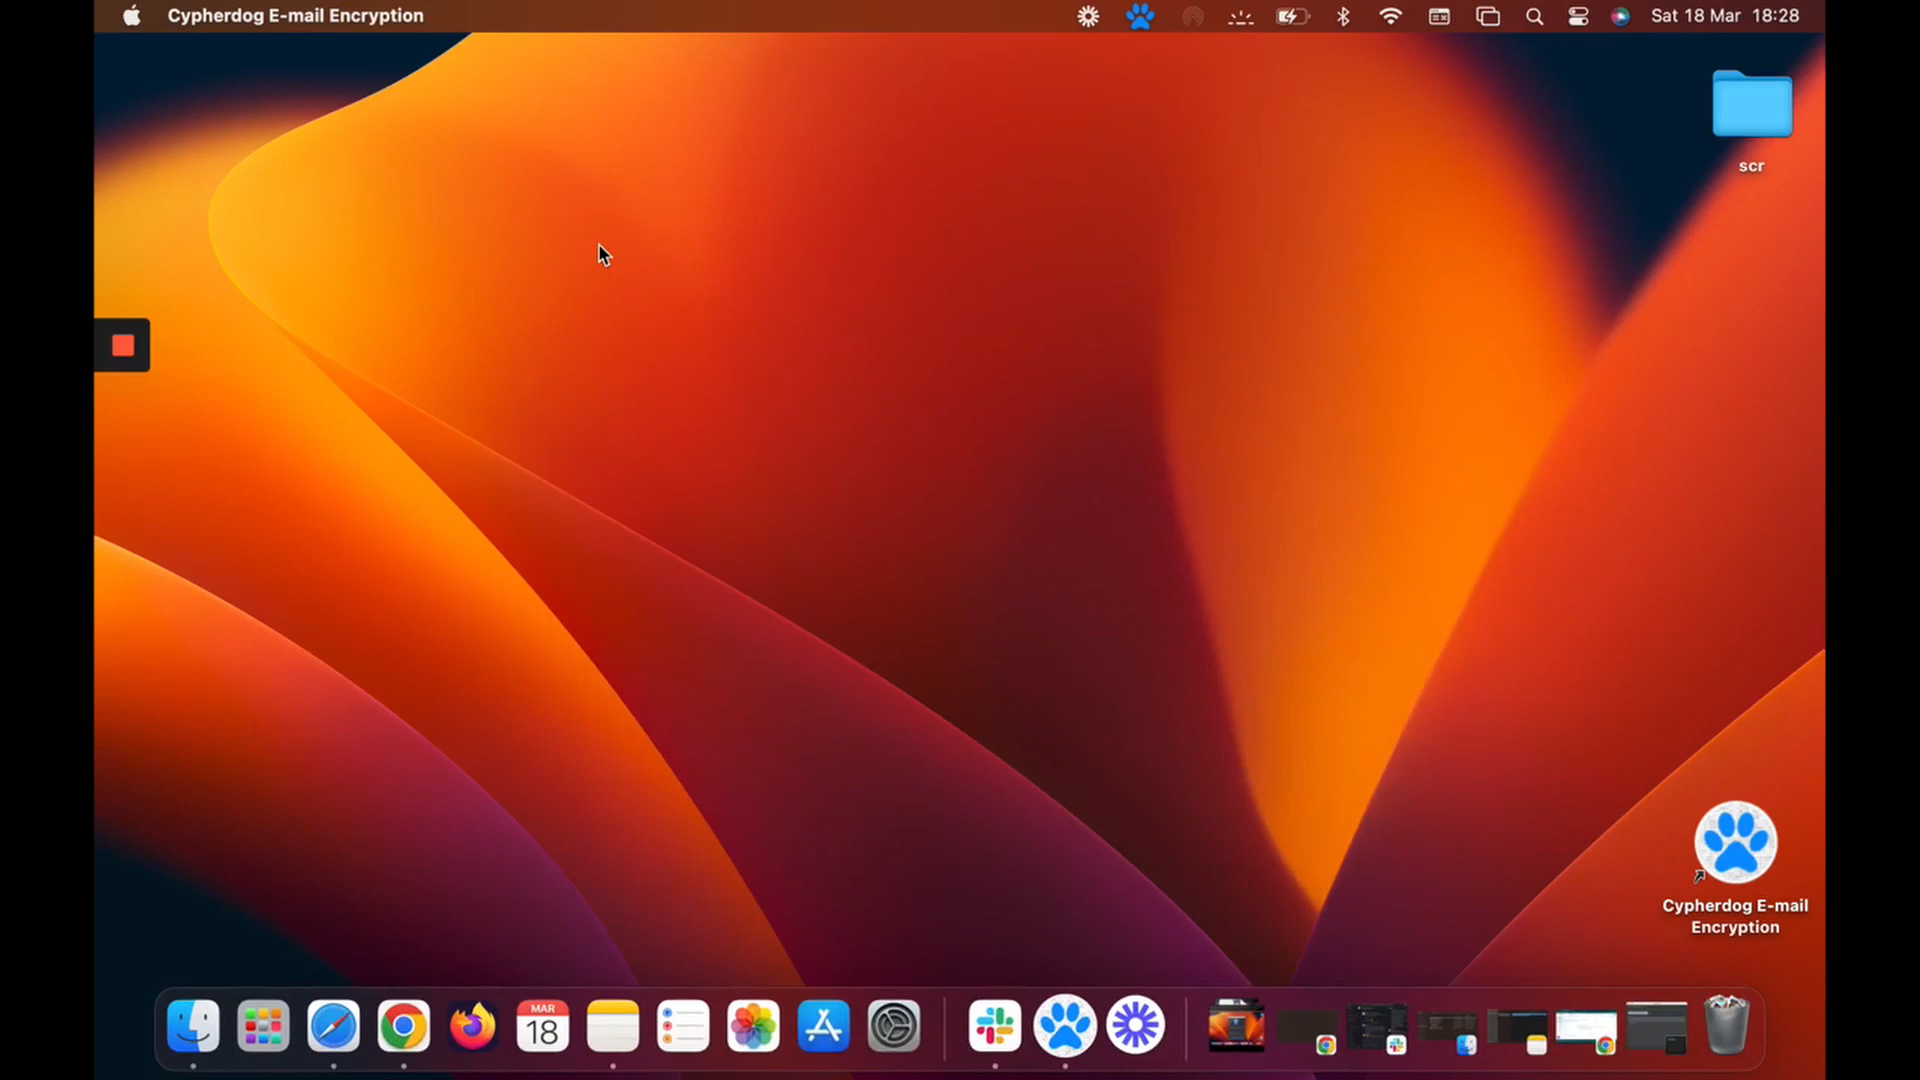 Cypherdog E-mail Encryption
Sat 18 Mar 18:28
scr
Cypherdog E-mail
Encryption
MAR
18